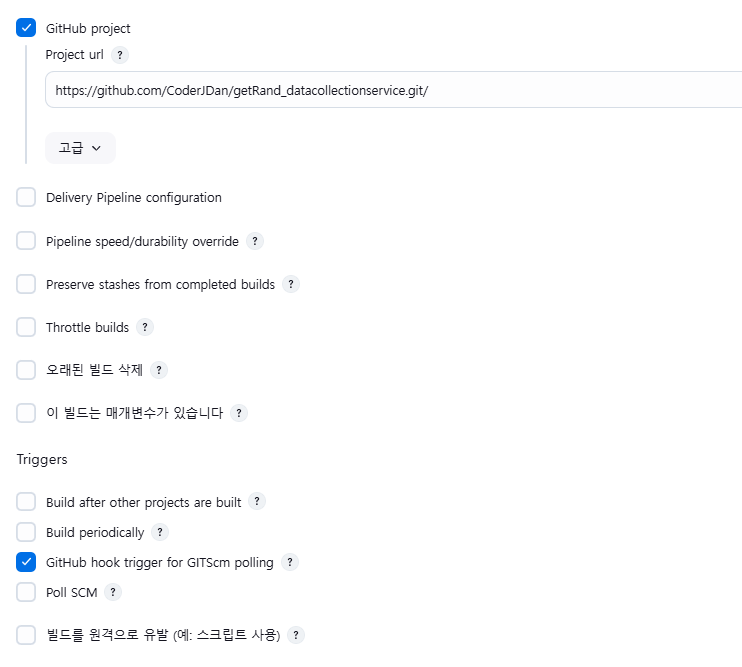 GitHub project
Project url ?
https://github.com/CoderJDan/getRand_datacollectionservice.git/
고급
Delivery Pipeline configuration
Pipeline speed/durability override ?
Preserve stashes from completed builds ?
Throttle builds ?
오래된 빌드 삭제 ?
이 빌드는 매개변수가 있습니다 ?
Triggers
Build after other projects are built ?
Build periodically ?
GitHub hook trigger for GITScm polling ?
Poll SCM ?
빌드를 원격으로 유발 (예: 스크립트 사용) ?